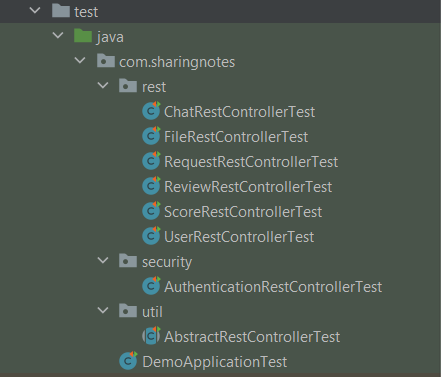 test
java
com.sharingnotes
rest
ChatRestControllerTest
FileRestControllerTest
RequestRestControllerTest
ReviewRestControllerTest
ScoreRestControllerTest
UserRestControllerTest
security
AuthenticationRestControllerTest
util
AbstractRestControllerTest
DemoApplicationTest